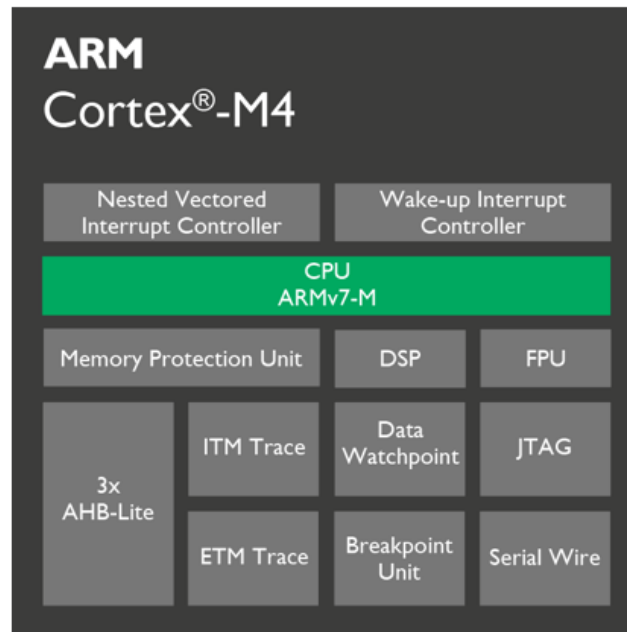 ARM
Cortex®-M4
Nested Vectored
Interrupt Controller
Wake-up Interrupt
Controller
CPU
ARMv7-M
Memory Protection Unit
DSP
FPU
3x
AHB-Lite
ITM Trace
Data
Watchpoint
JTAG
ETM Trace
Breakpoint
Unit
Serial Wire